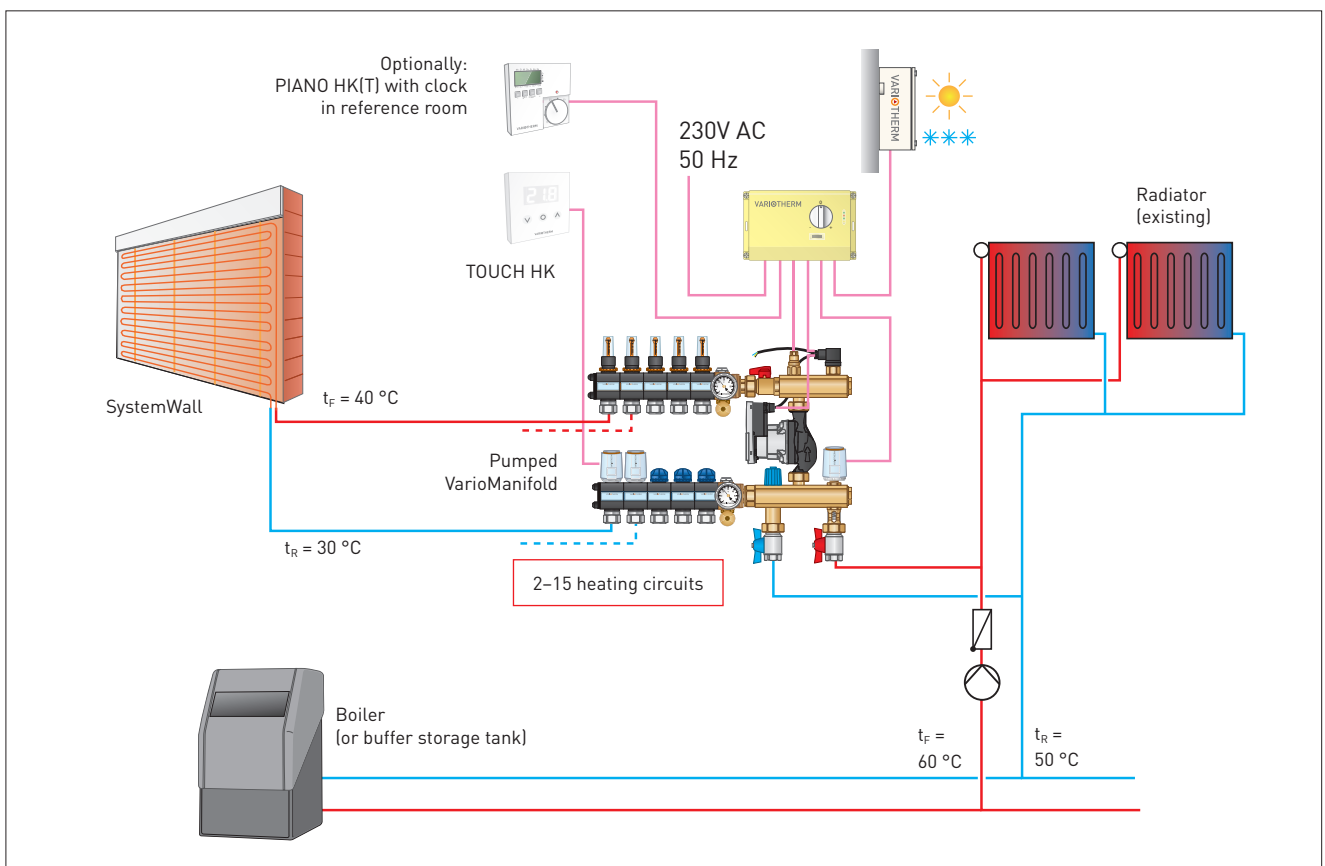 Optionally:
PIANO HK(T) with clock
in reference room
230V AC
50 Hz
VARIOTHERM
VARIOTHERM
21.8
TOUCH HK
Radiator
(existing)
SystemWall
tF = 40 °C
Pumped
VarioManifold
tR = 30 °C
2–15 heating circuits
Boiler
(or buffer storage tank)
tF =
60 °C
tR =
50 °C